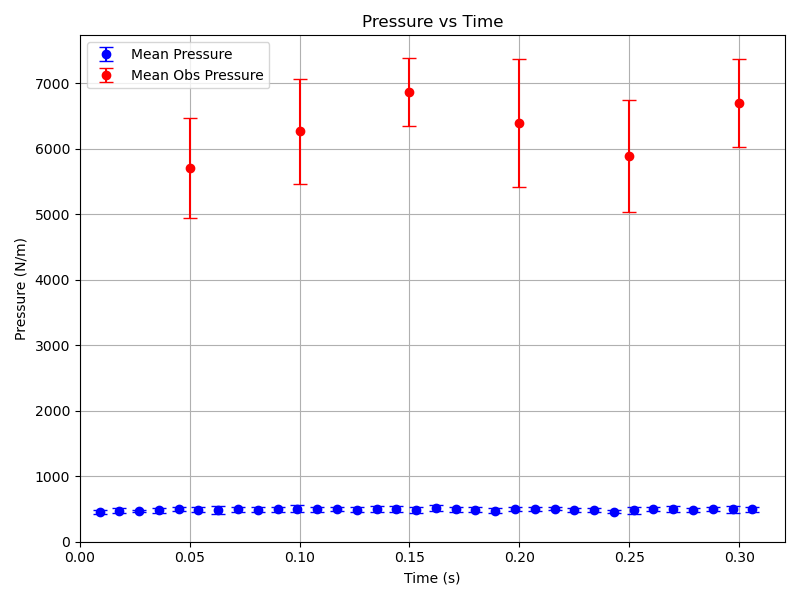 Pressure vs Time
Mean Pressure
Mean Obs Pressure
Pressure (N/m)
7000
6000
5000
4000
3000
2000
1000
0
0.00 0.05 0.10 0.15 0.20 0.25 0.30
Time (s)